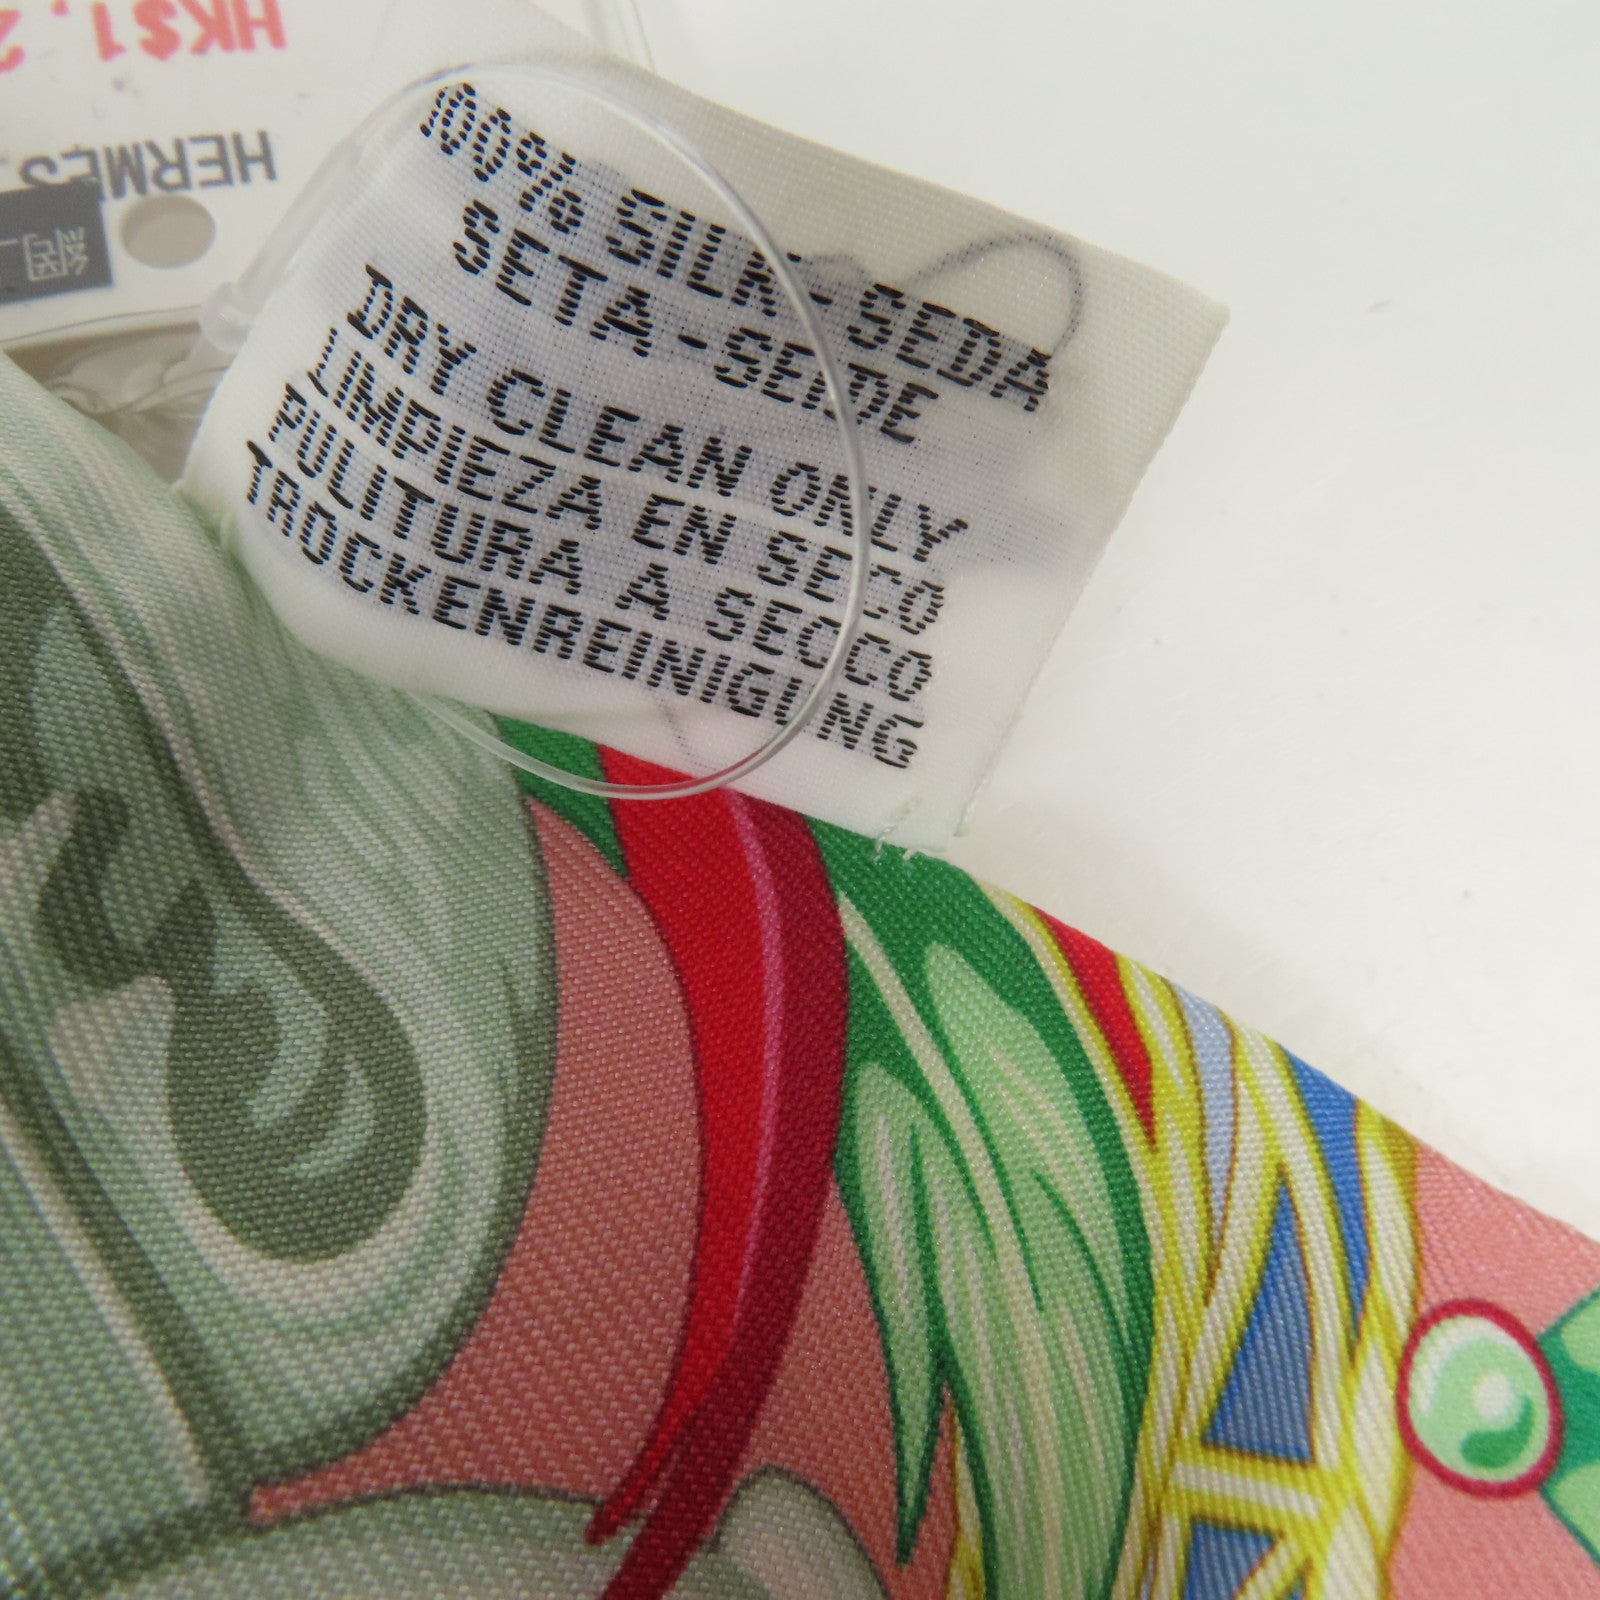 HK$1, 2
HERMES
100% SILK-SEDA
SETA-SEIDE
DRY CLEAN ONLY
LIMPIEZA EN SECO
PULITURA A SECCO
TROCKENREINIGUNG